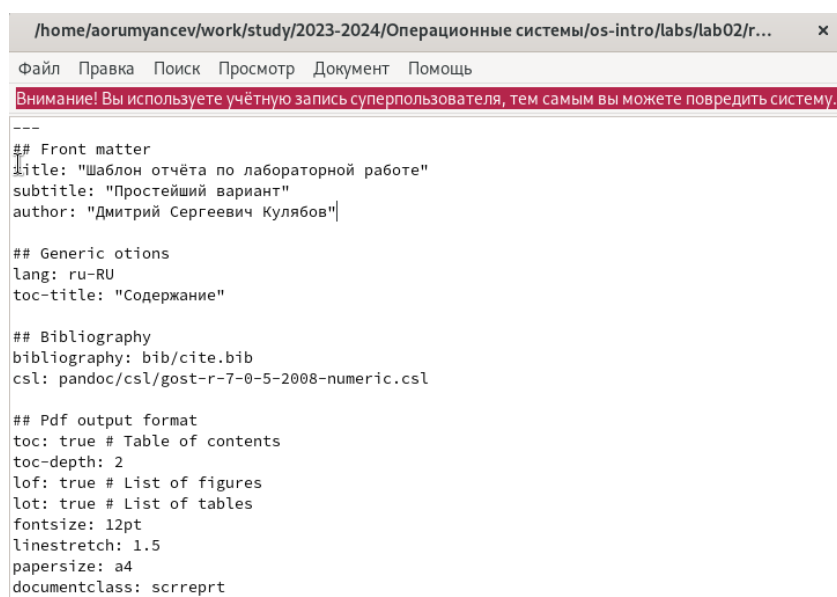 /home/aorumyancev/work/study/2023-2024/Операционные системы/os-intro/labs/lab02/r... ×
Файл Правка Поиск Просмотр Документ Помощь
Внимание! Вы используете учётную запись суперпользователя, тем самым вы можете повредить систему.
---
## Front matter
title: "Шаблон отчёта по лабораторной работе"
subtitle: "Простейший вариант"
author: "Дмитрий Сергеевич Кулябов"
## Generic otions
lang: ru-RU
toc-title: "Содержание"
## Bibliography
bibliography: bib/cite.bib
csl: pandoc/csl/gost-r-7-0-5-2008-numeric.csl
## Pdf output format
toc: true # Table of contents
toc-depth: 2
lof: true # List of figures
lot: true # List of tables
fontsize: 12pt
linestretch: 1.5
papersize: a4
documentclass: scrreprt